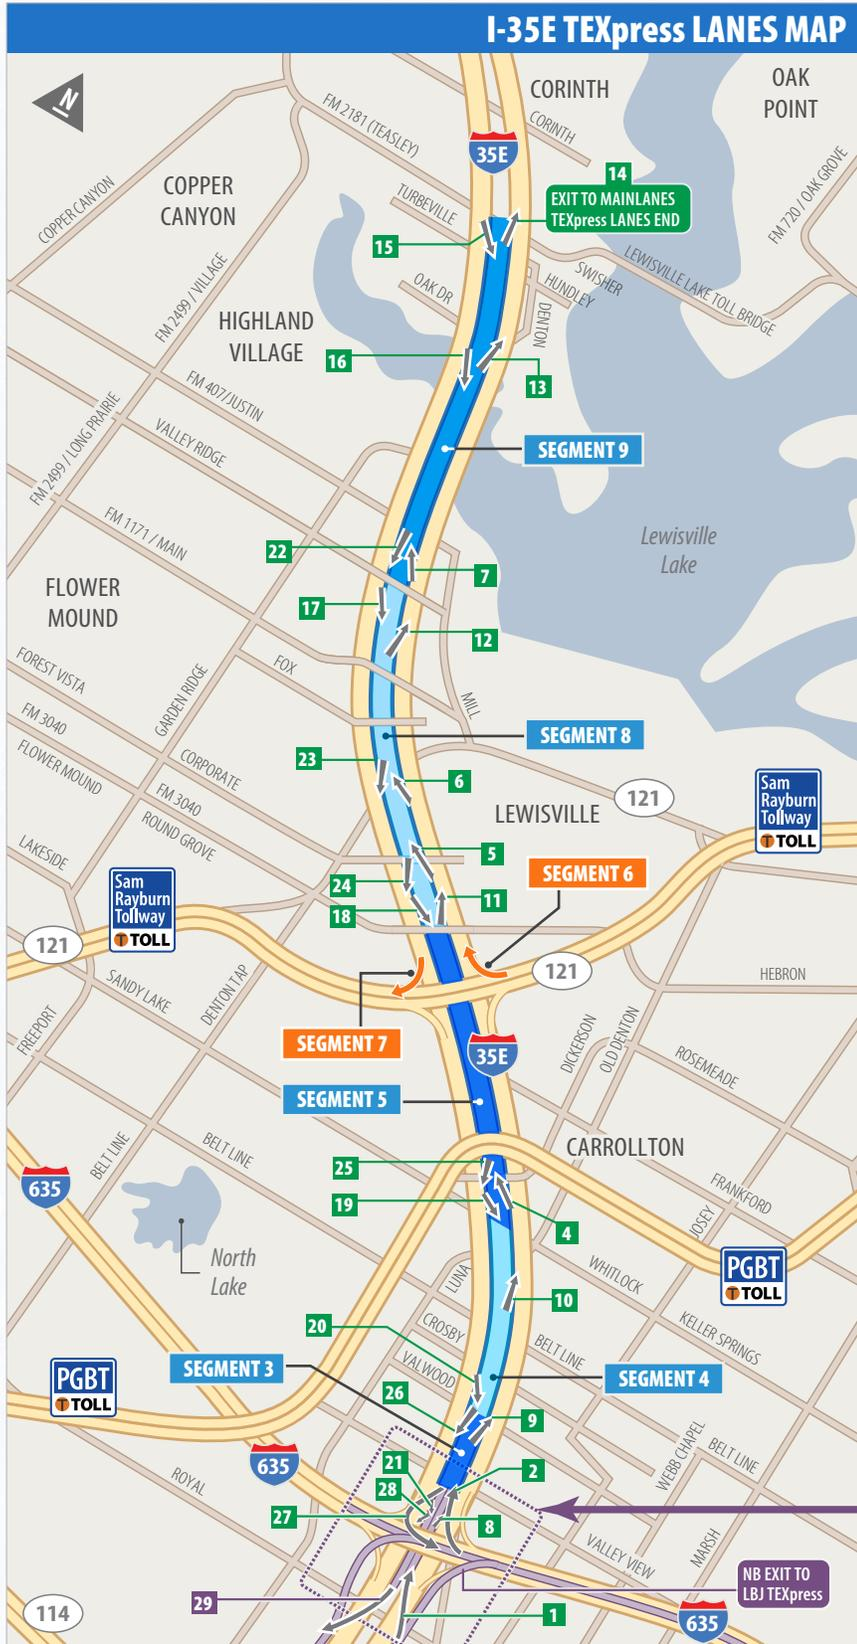 I-35E TEXpress LANES MAP
N
CORINTH
OAK
POINT
FM 2181 (TEASLEY)
CORINTH
35E
COPPER CANYON
COPPER
CANYON
TURBEVILLE
14
EXIT TO MAINLANES
TEXpress LANES END
FM 720 / OAK GROVE
15
SWISHER
LEWISVILLE LAKE TOLL BRIDGE
OAK DR
HUNDLEY
DENTON
FM 2499 / VILLAGE
HIGHLAND
VILLAGE
16
13
FM 407/JUSTIN
FM 2499 / LONG PRAIRIE
VALLEY RIDGE
SEGMENT 9
FM 1171 / MAIN
Lewisville
Lake
22
7
FLOWER
MOUND
17
12
FOREST VISTA
FOX
GARDEN RIDGE
MILL
FM 3040
FLOWER MOUND
SEGMENT 8
23
6
CORPORATE
FM 3040
ROUND GROVE
121
LEWISVILLE
Sam
Rayburn
Tollway
T TOLL
LAKESIDE
5
24
11
18
SEGMENT 6
Sam
Rayburn
Tollway
T TOLL
121
121
HEBRON
SANDY LAKE
DENTON TAP
FREEPORT
SEGMENT 7
35E
DICKERSON
OLD DENTON
ROSEMEADE
SEGMENT 5
BELT LINE
BELT LINE
CARROLLTON
635
25
19
4
FRANKFORD
JOSEY
North
Lake
LUNA
WHITLOCK
PGBT
T TOLL
10
20
CROSBY
BELT LINE
KELLER SPRINGS
VALWOOD
SEGMENT 3
SEGMENT 4
PGBT
T TOLL
26
9
WEBB CHAPEL
BELT LINE
635
21
2
ROYAL
28
27
8
VALLEY VIEW
MARSH
NB EXIT TO
LBJ TEXpress
29
114
1
635